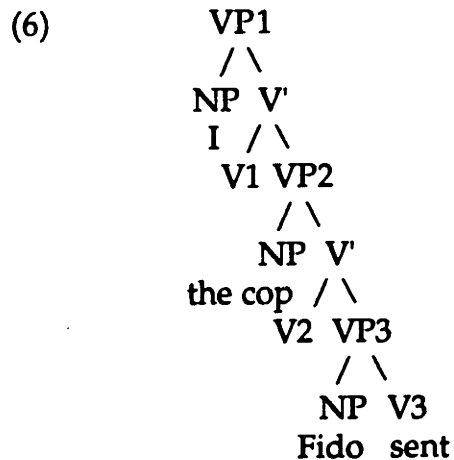 (6) VP1
NP V'
I
V1 VP2
NP V'
the cop
V2 VP3
NP V3
Fido sent